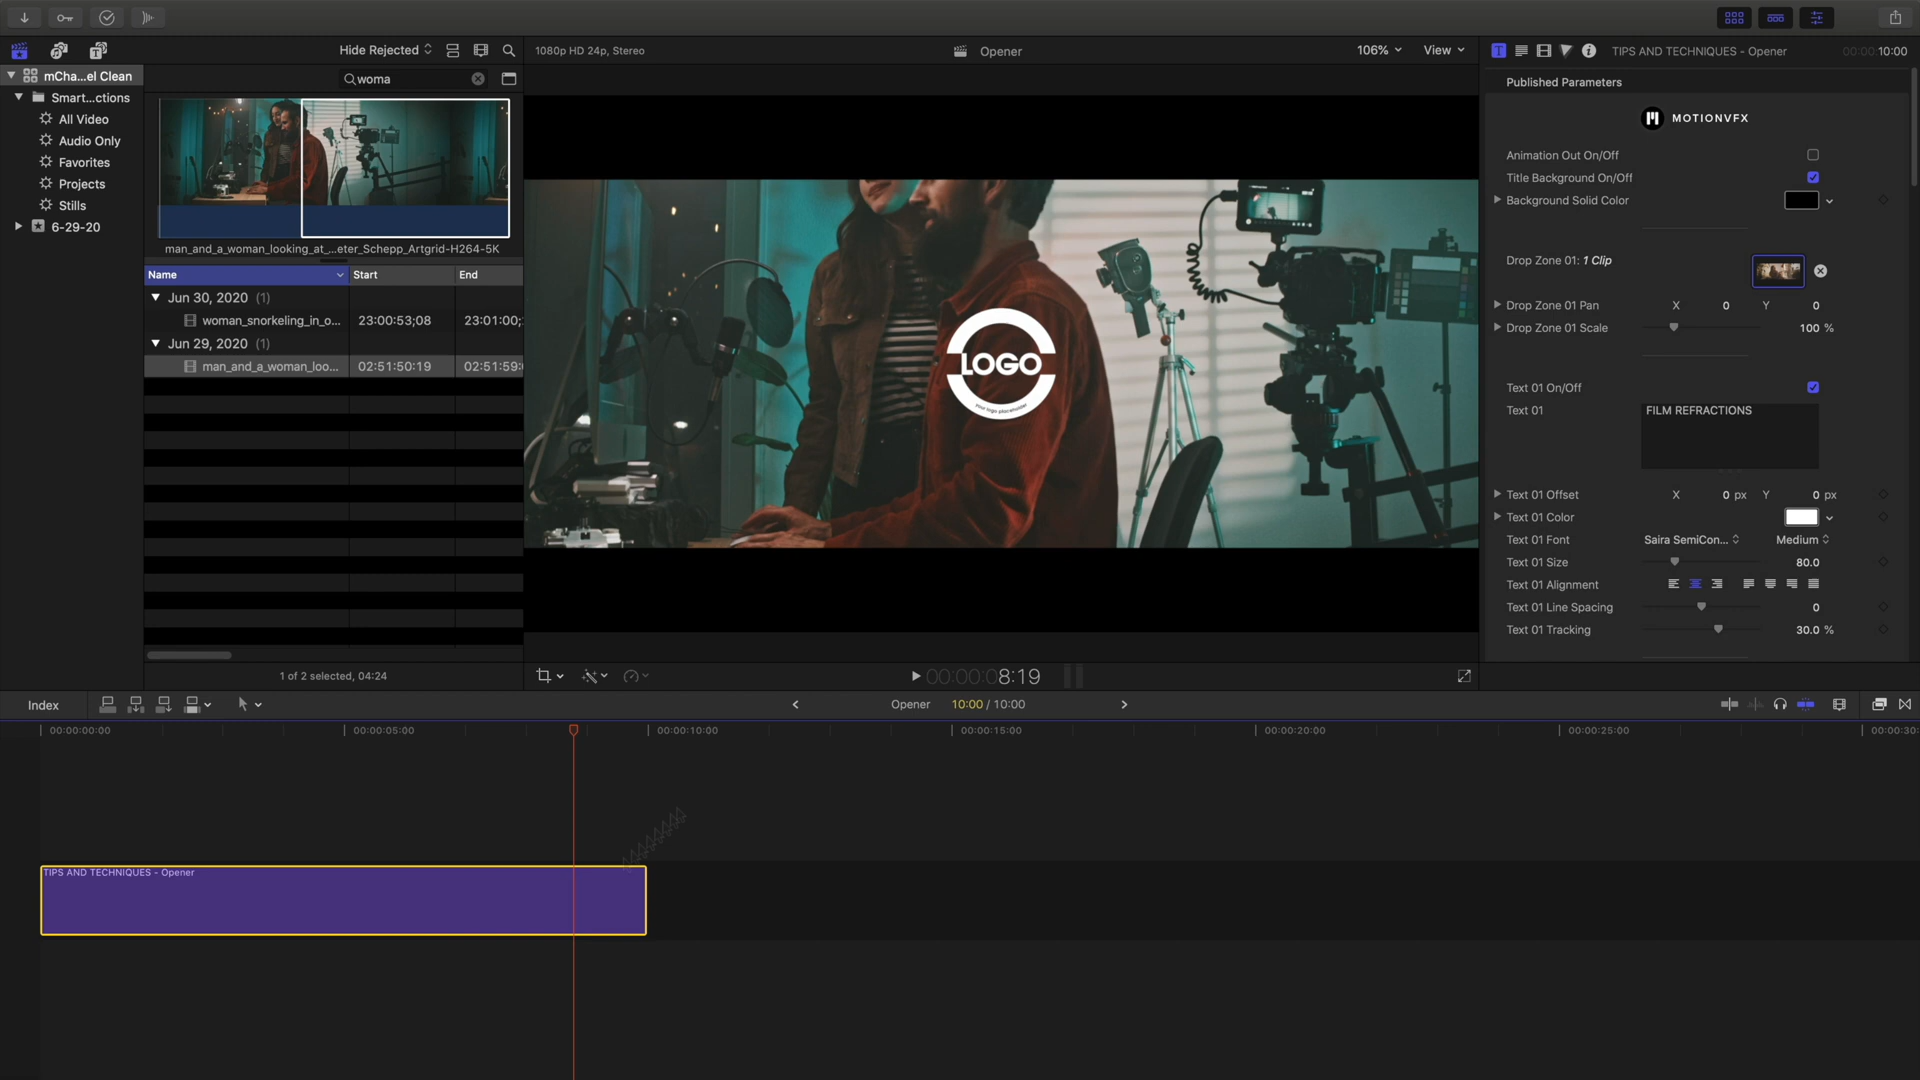 Hide Rejected
1080p HD 24p, Stereo
Opener
106%
View
TIPS AND TECHNIQUES - Opener
00:00:10:00
mCha...el Clean
woma
Smart...ctions
All Video
Audio Only
Favorites
Projects
Stills
6-29-20
man_and_a_woman_looking_at_...eter_Schepp_Artgrid-H264-5K
Name
Start
End
Jun 30, 2020 (1)
woman_snorkeling_in_o...
23:00:53;08
23:01:00;
Jun 29, 2020 (1)
man_and_a_woman_loo...
02:51:50:19
02:51:59:
1 of 2 selected, 04:24
LOGO
your logo placeholder
Published Parameters
MOTIONVFX
Animation Out On/Off
Title Background On/Off
Background Solid Color
Drop Zone 01: 1 Clip
Drop Zone 01 Pan X 0 Y 0
Drop Zone 01 Scale 100 %
Text 01 On/Off
Text 01 FILM REFRACTIONS
Text 01 Offset X 0 px Y 0 px
Text 01 Color
Text 01 Font Saira SemiCon... Medium
Text 01 Size 80.0
Text 01 Alignment
Text 01 Line Spacing 0
Text 01 Tracking 30.0 %
00:00:08:19
Index
Opener 10:00 / 10:00
00:00:00:00
00:00:05:00
00:00:10:00
00:00:15:00
00:00:20:00
00:00:25:00
00:00:30:
TIPS AND TECHNIQUES - Opener